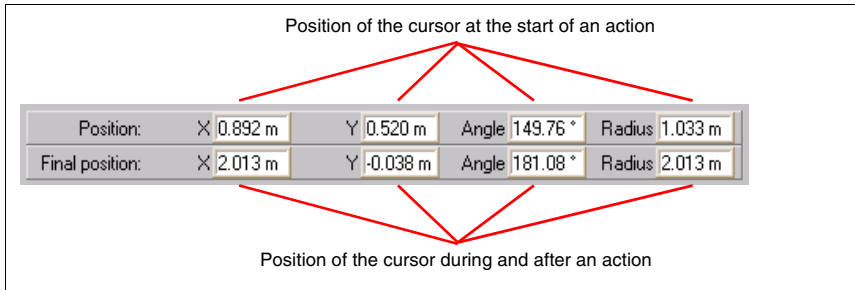 Position of the cursor at the start of an action
Position: X 0.892 m Y 0.520 m Angle 149.76 ° Radius 1.033 m
Final position: X 2.013 m Y -0.038 m Angle 181.08 ° Radius 2.013 m
Position of the cursor during and after an action